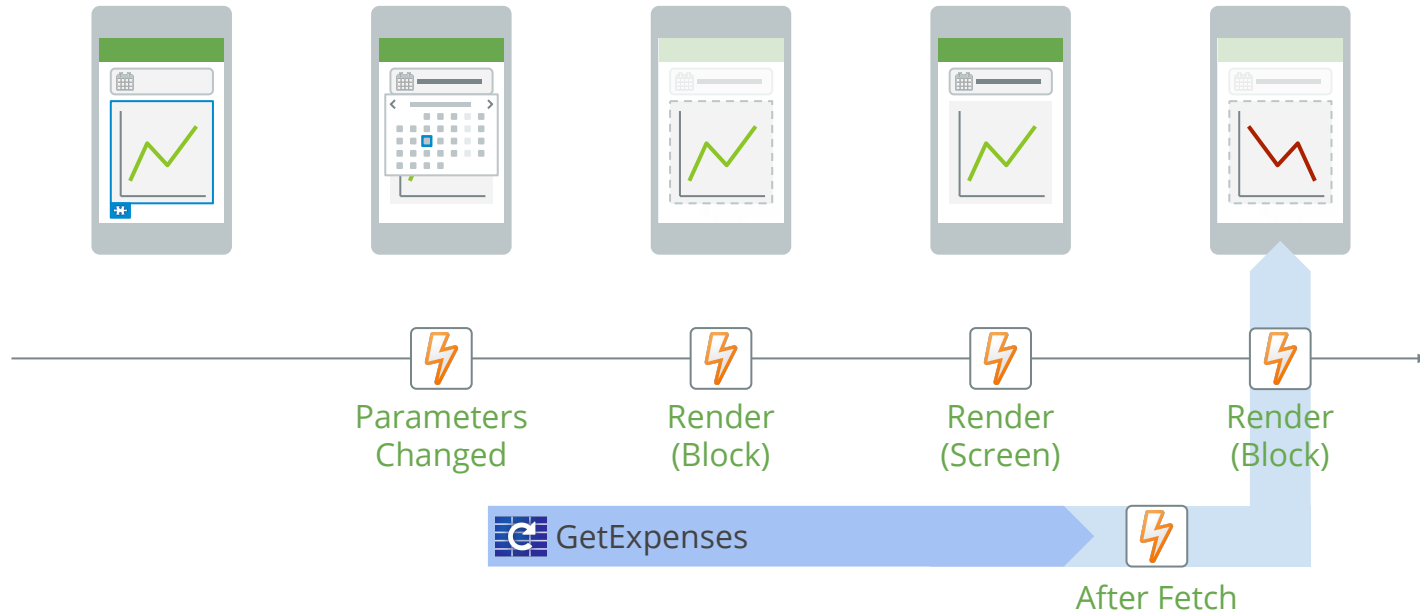 Parameters
Changed
Render
(Block)
Render
(Screen)
Render
(Block)
GetExpenses
After Fetch